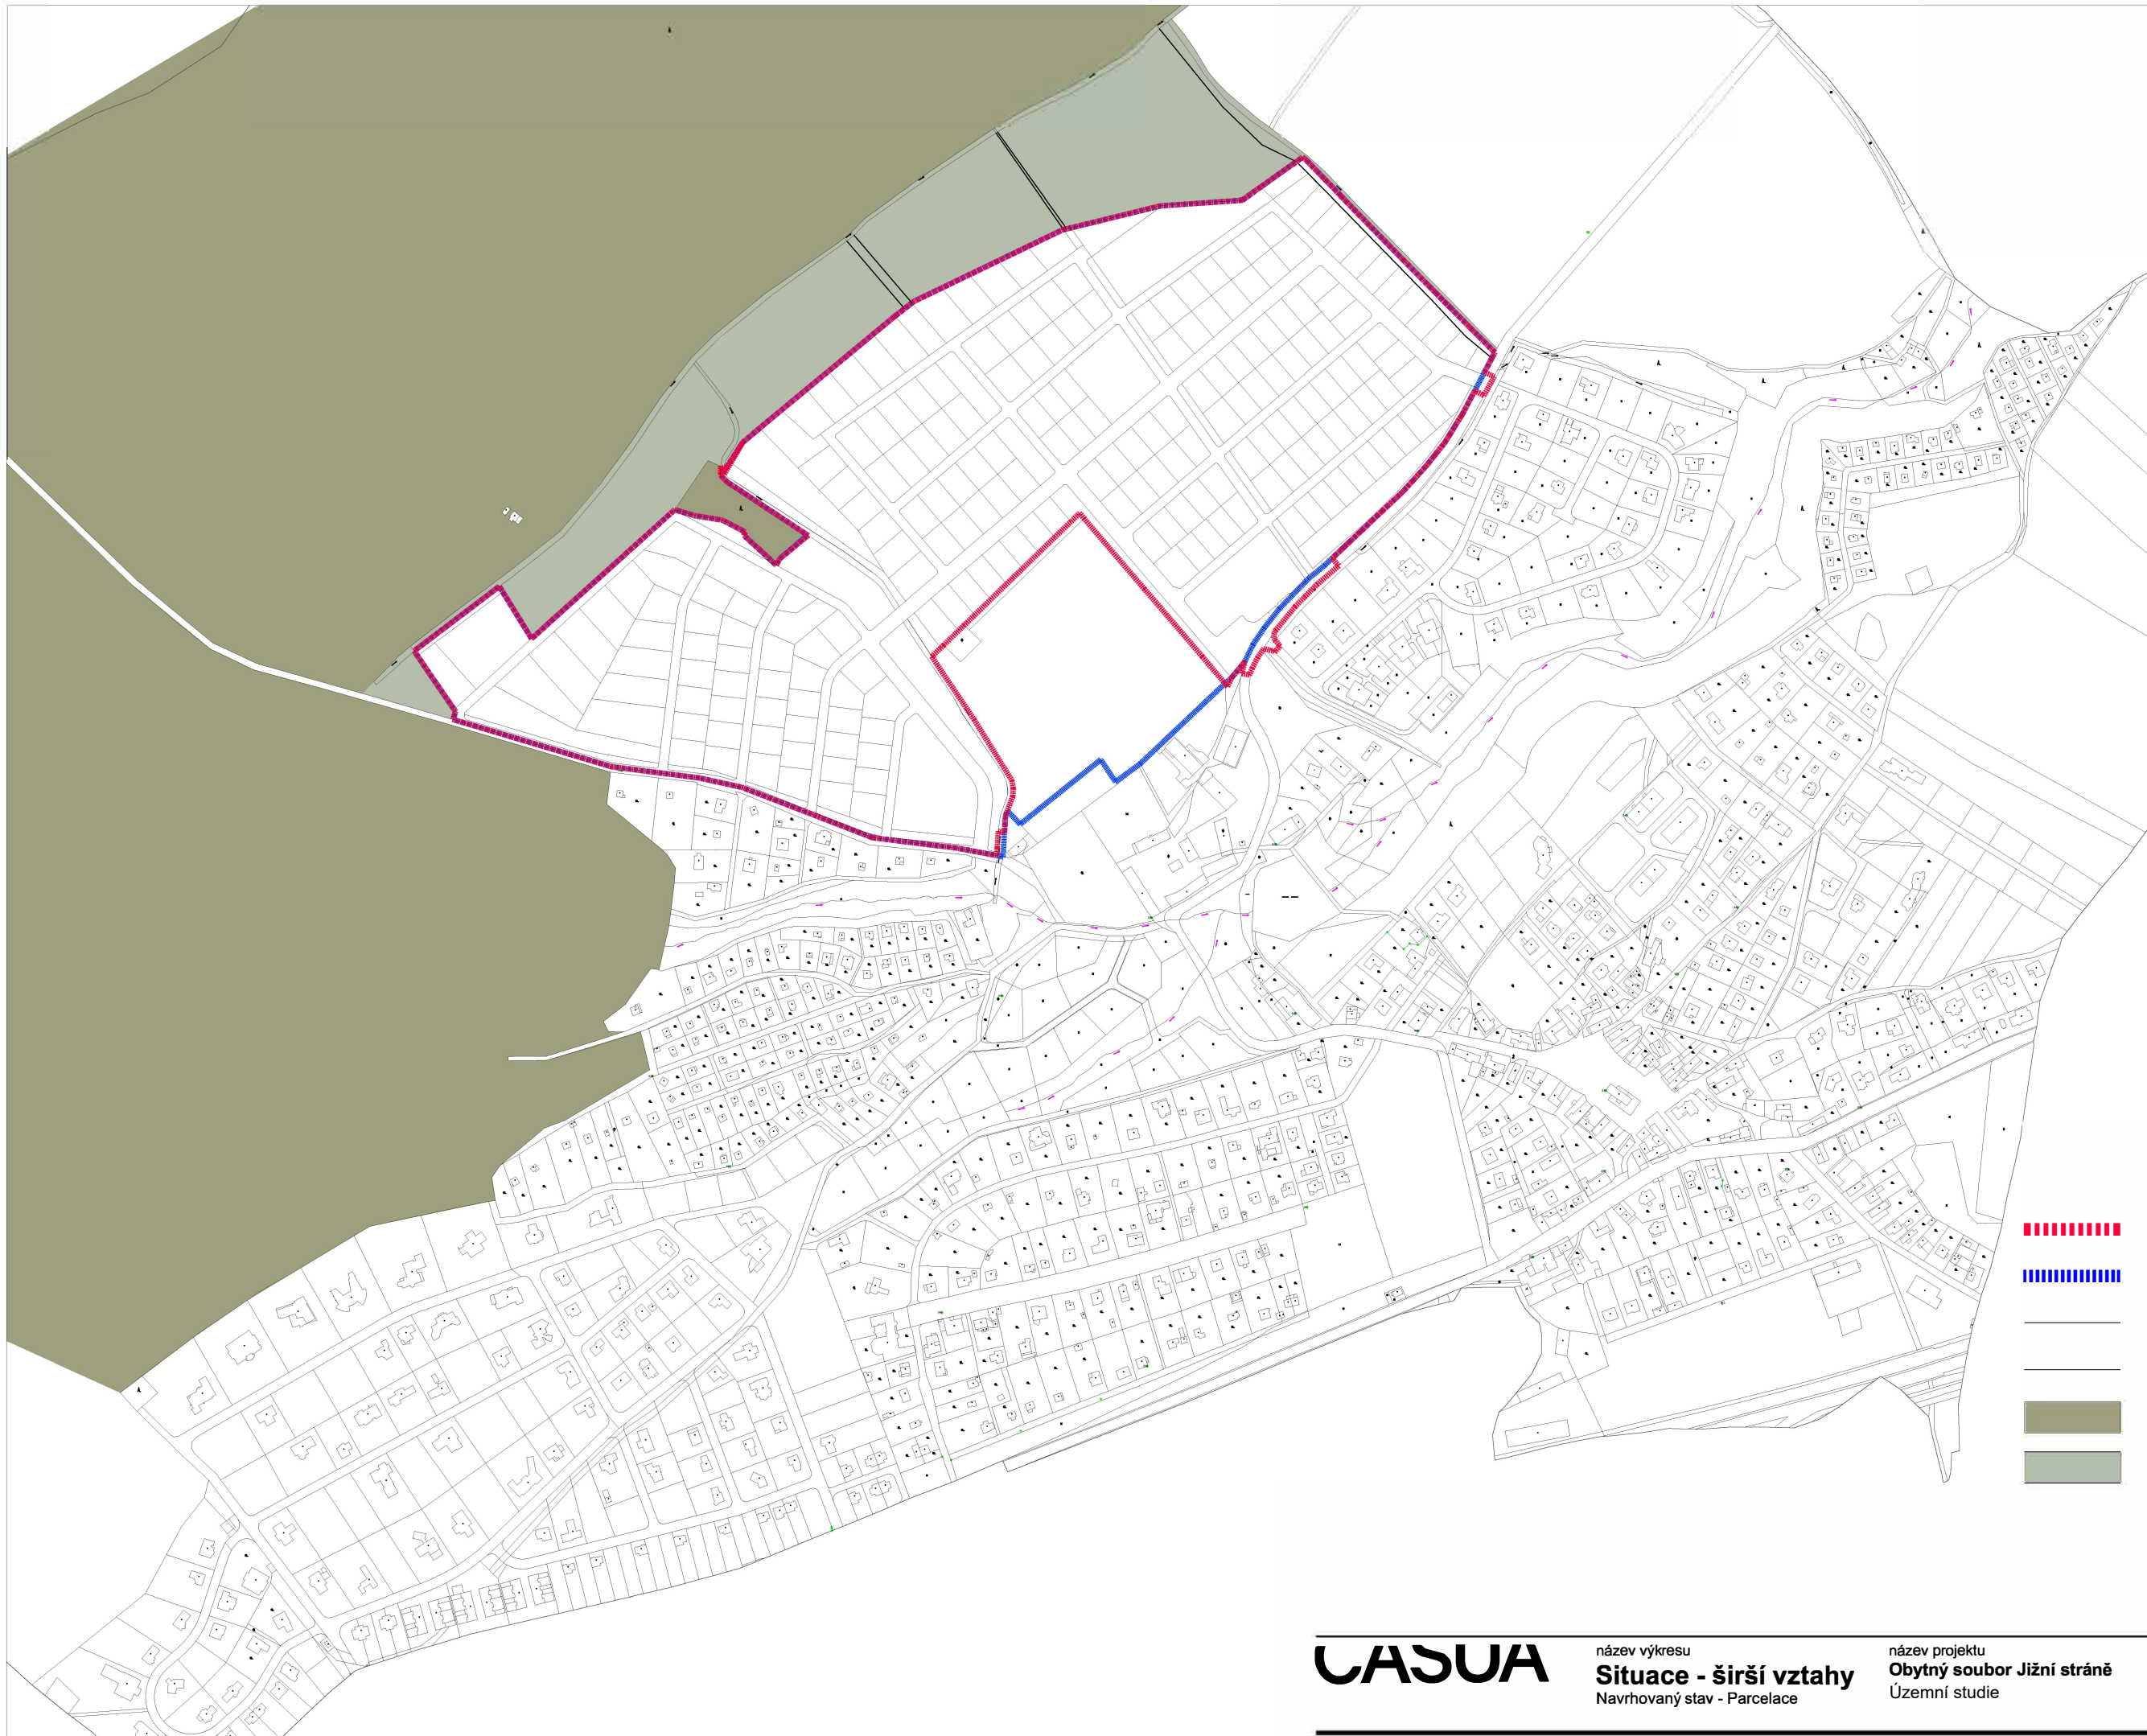 CASUA
název výkresu
Situace - širší vztahy
Navrhovaný stav - Parcelace
název projektu
Obytný soubor Jižní stráně
Územní studie